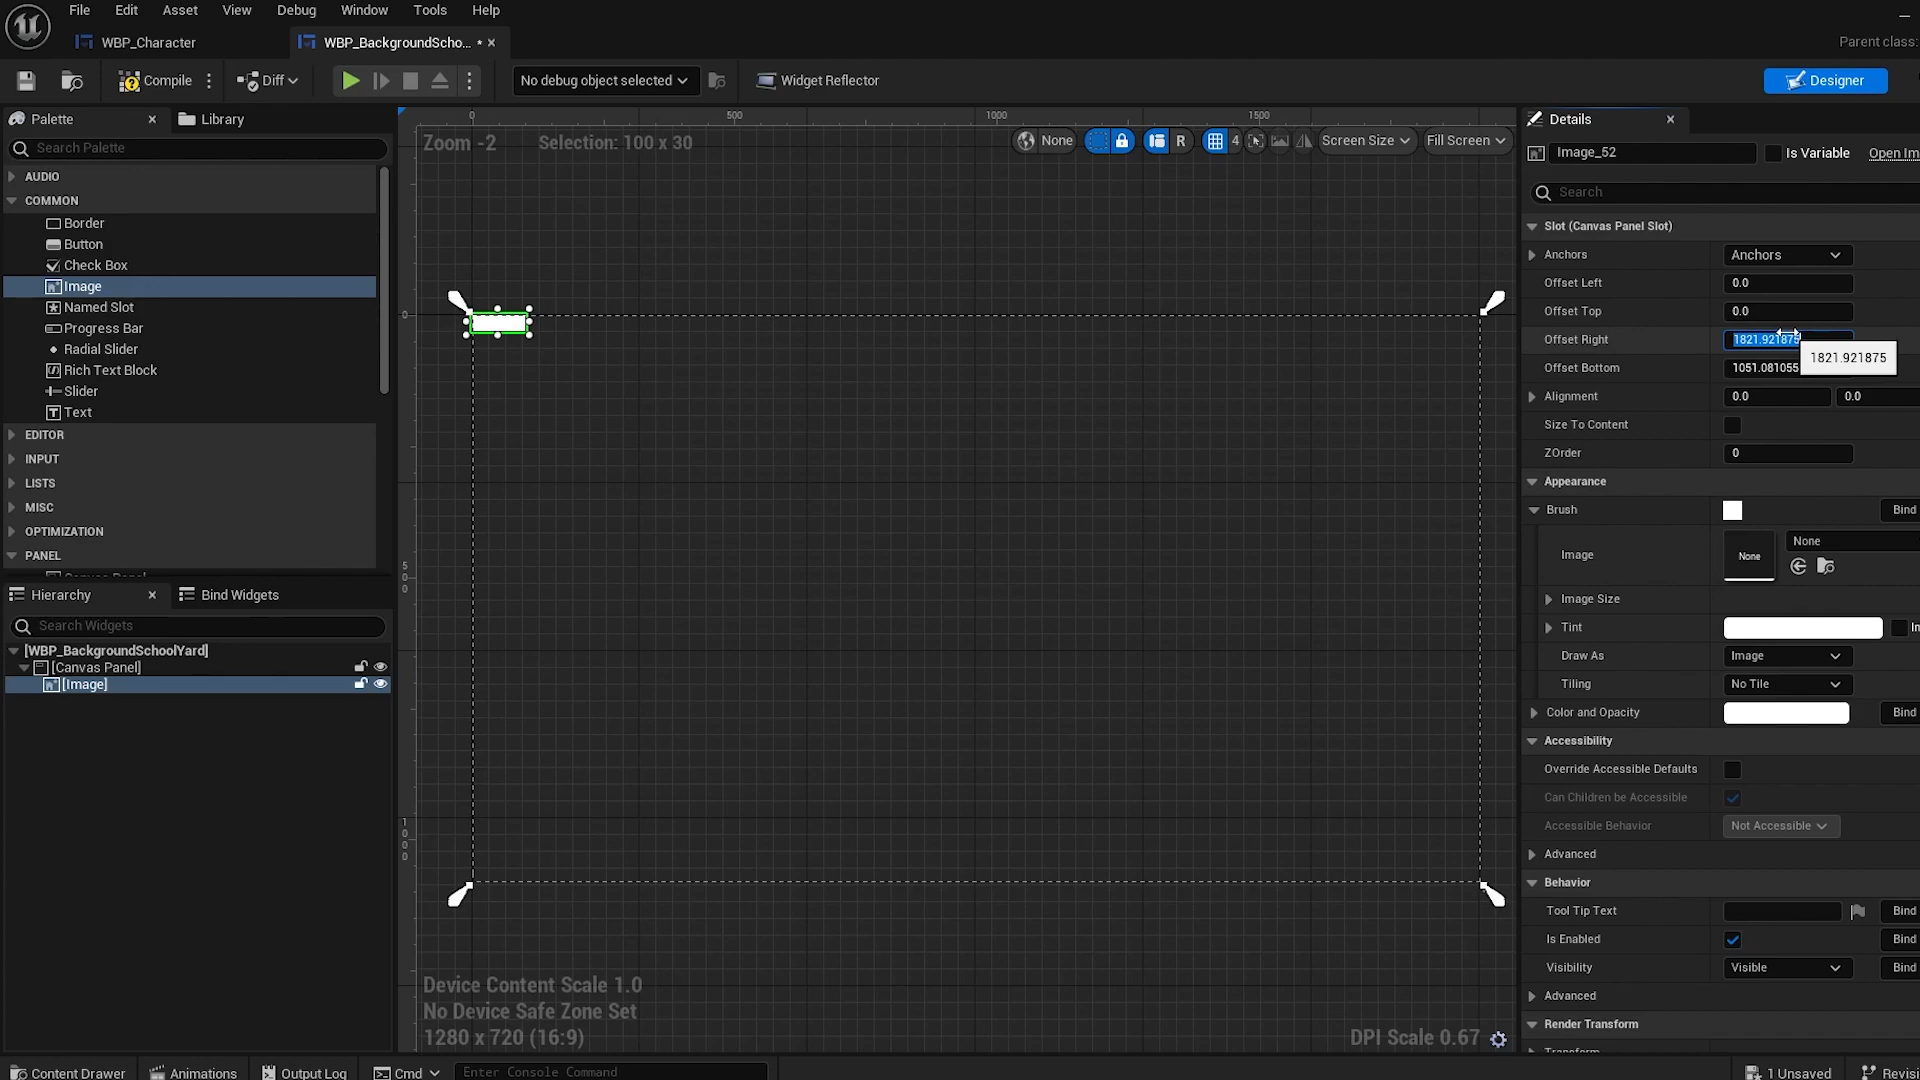 File Edit Asset View Debug Window Tools Help
WBP_Character
WBP_BackgroundScho... •
Parent class:
Compile
Diff
No debug object selected
Widget Reflector
Designer
Palette
Library
Search Palette
AUDIO
COMMON
Border
Button
Check Box
Image
Named Slot
Progress Bar
Radial Slider
Rich Text Block
Slider
Text
EDITOR
INPUT
LISTS
MISC
OPTIMIZATION
PANEL
Hierarchy
Bind Widgets
Search Widgets
[WBP_BackgroundSchoolYard]
[Canvas Panel]
[Image]
0 500 1000 1500
Zoom -2
Selection: 100 x 30
None
R
4
Screen Size
Fill Screen
0
500
1000
Device Content Scale 1.0
No Device Safe Zone Set
1280 x 720 (16:9)
DPI Scale 0.67
Details
Image_52
Is Variable
Open Im
Search
Slot (Canvas Panel Slot)
Anchors
Anchors
Offset Left
0.0
Offset Top
0.0
Offset Right
1821.921875
1821.921875
Offset Bottom
1051.081055
Alignment
0.0
0.0
Size To Content
ZOrder
0
Appearance
Brush
Bind
Image
None
None
Image Size
Tint
In
Draw As
Image
Tiling
No Tile
Color and Opacity
Bind
Accessibility
Override Accessible Defaults
Can Children be Accessible
Accessible Behavior
Not Accessible
Advanced
Behavior
Tool Tip Text
Bind
Is Enabled
Bind
Visibility
Visible
Bind
Advanced
Render Transform
Content Drawer
Animations
Output Log
Cmd
Enter Console Command
1 Unsaved
Revisi